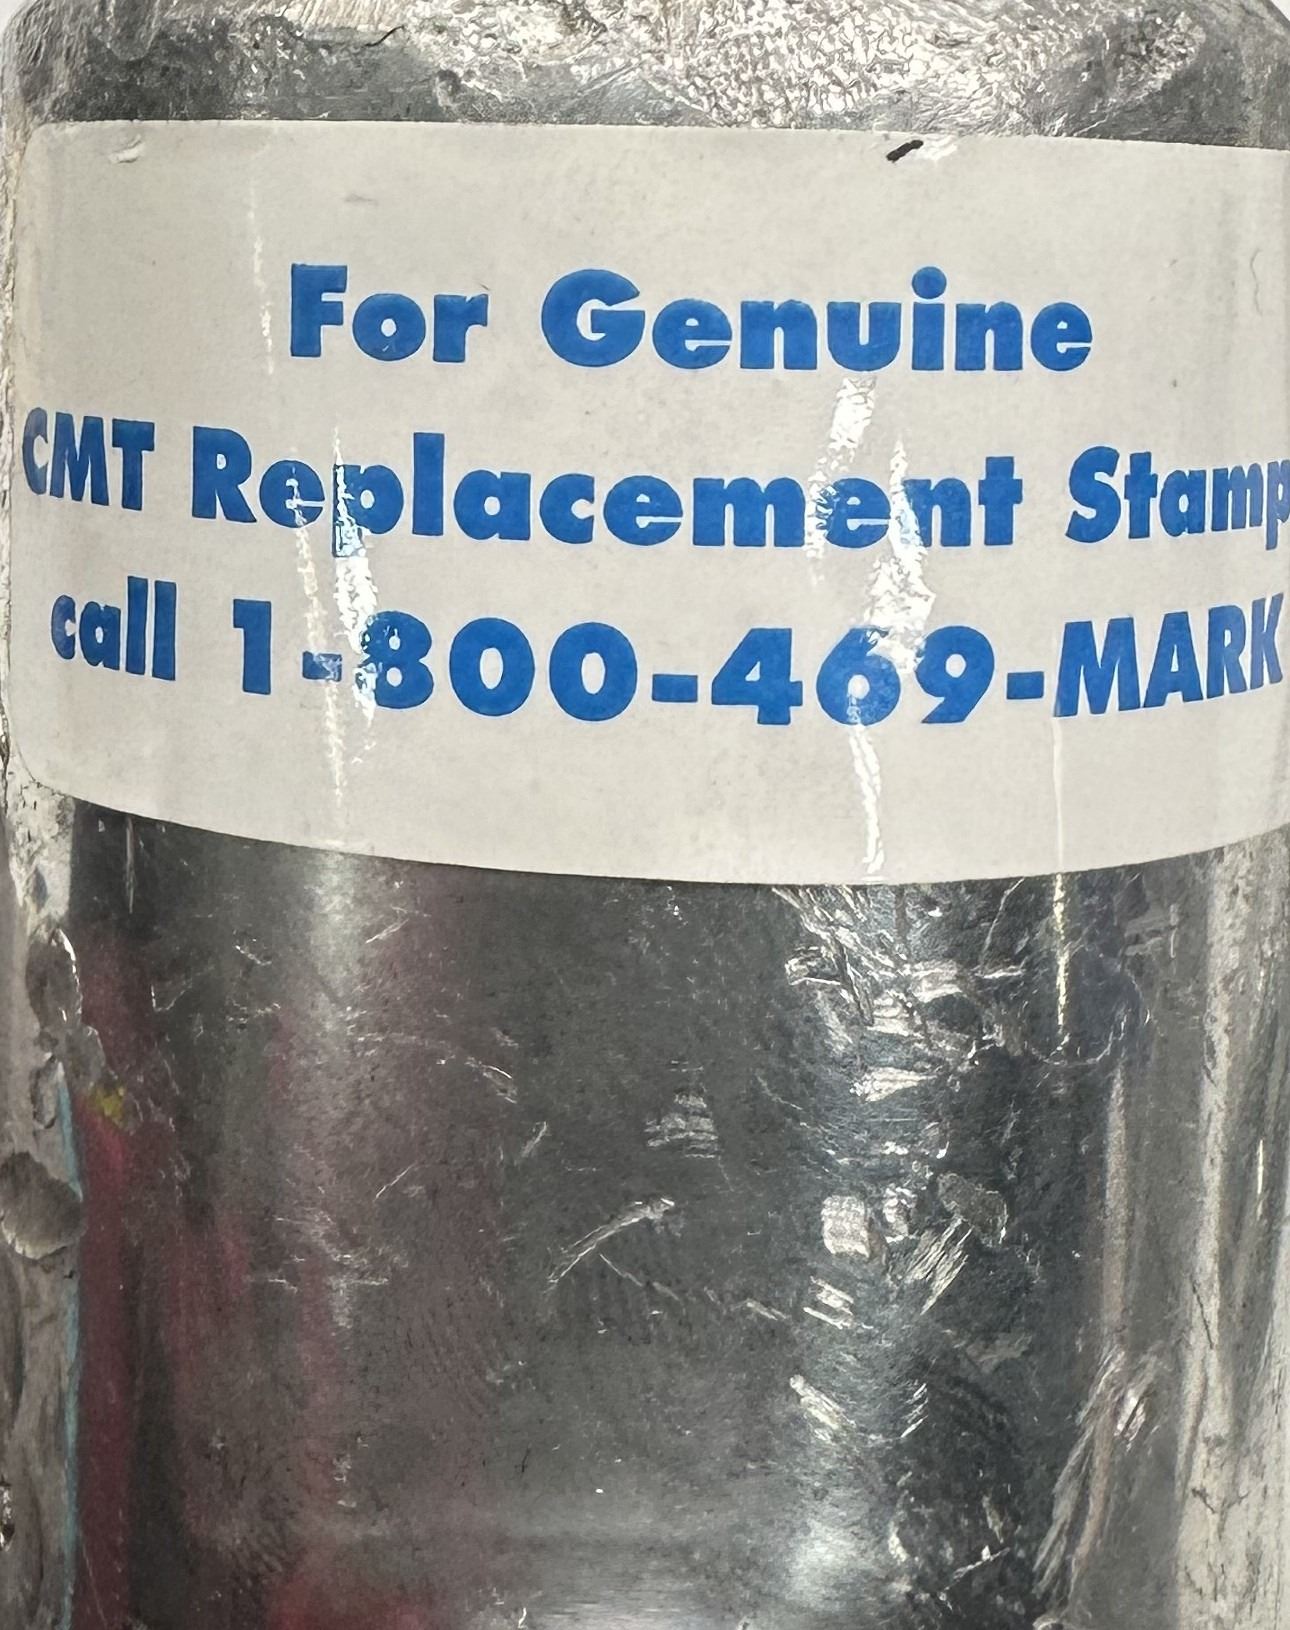 For Genuine
CMT Replacement Stamp
call 1-800-469-MARK